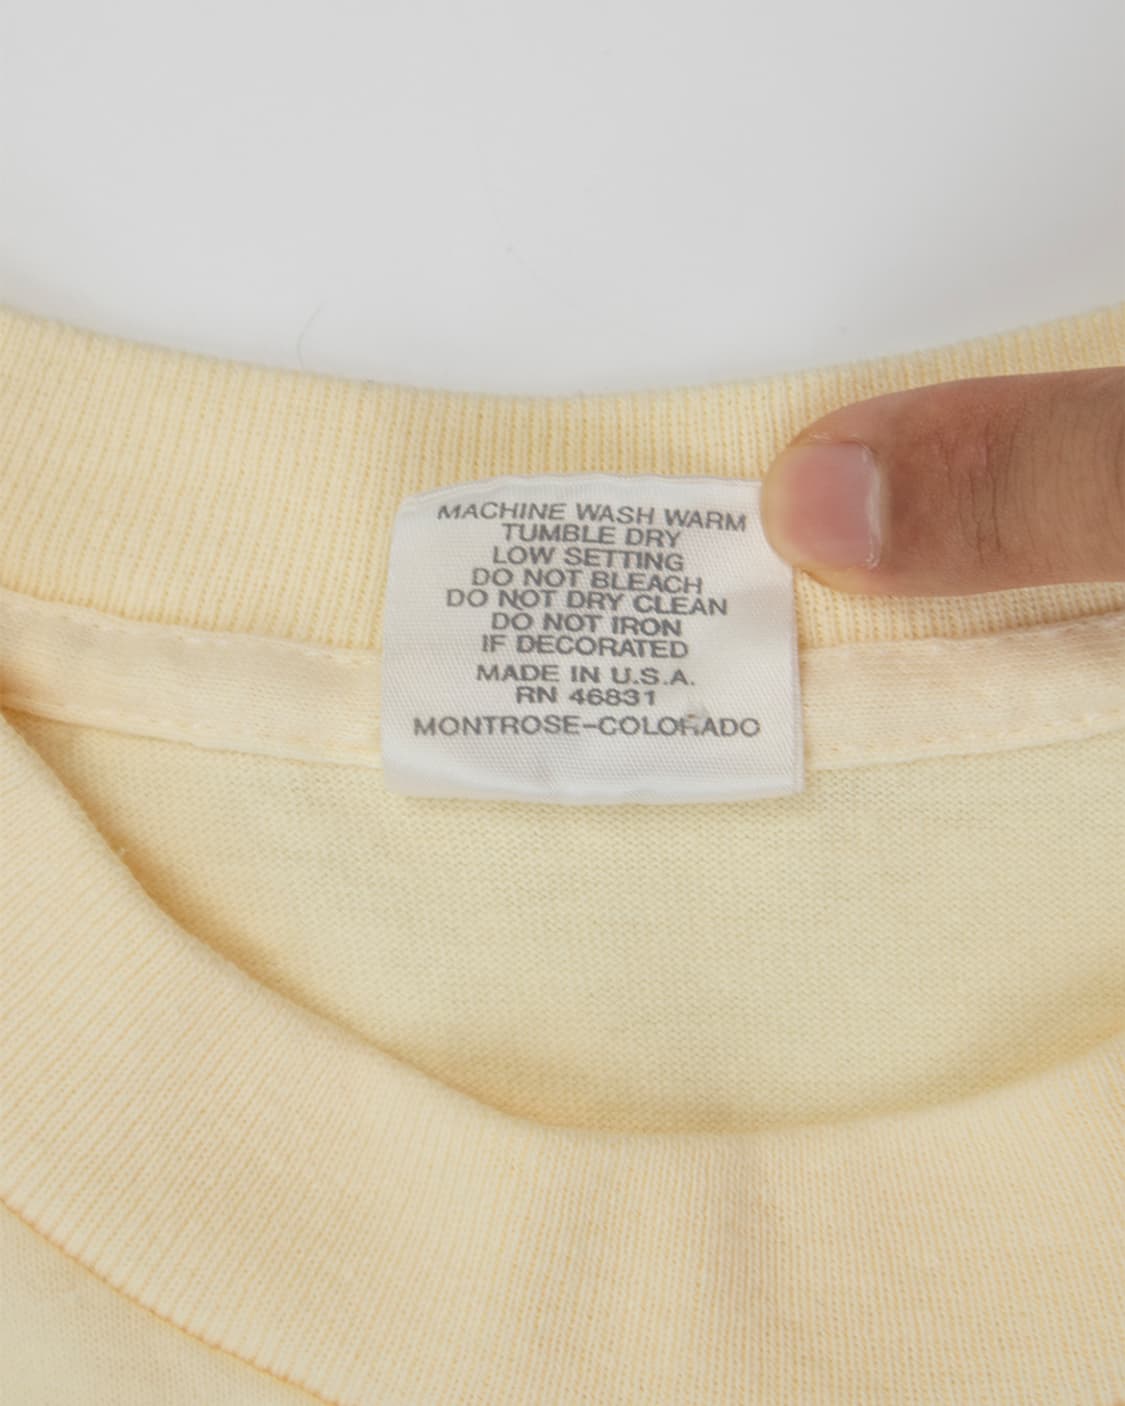 MACHINE WASH WARM
TUMBLE DRY
LOW SETTING
DO NOT BLEACH
DO NOT DRY CLEAN
DO NOT IRON
IF DECORATED
MADE IN U.S.A.
RN 46831
MONTROSE-COLORADO